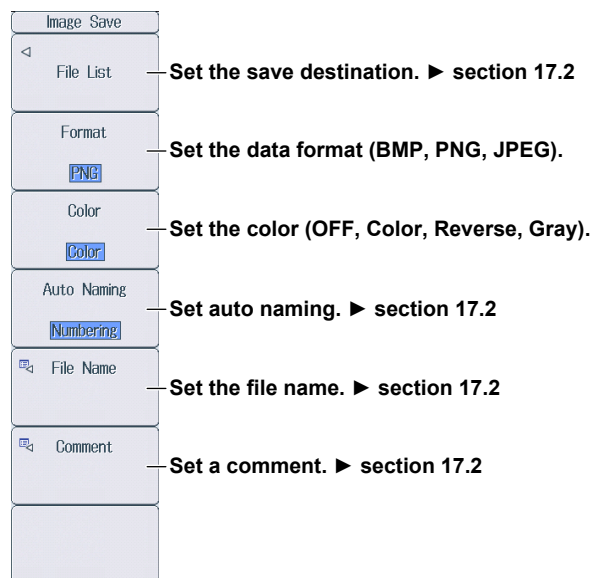 Image Save
File List
Set the save destination. ► section 17.2
Format
PNG
Set the data format (BMP, PNG, JPEG).
Color
Color
Set the color (OFF, Color, Reverse, Gray).
Auto Naming
Numbering
Set auto naming. ► section 17.2
File Name
Set the file name. ► section 17.2
Comment
Set a comment. ► section 17.2